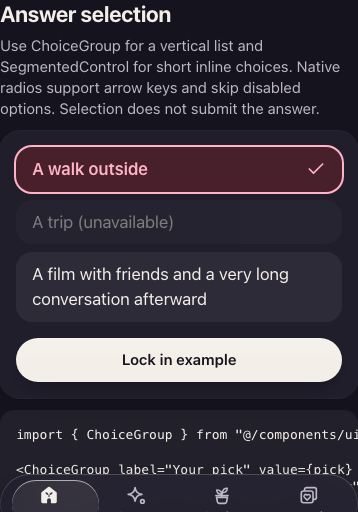 Answer selection
Use ChoiceGroup for a vertical list and
SegmentedControl for short inline choices. Native
radios support arrow keys and skip disabled
options. Selection does not submit the answer.
A walk outside
A trip (unavailable)
A film with friends and a very long
conversation afterward
Lock in example
import { ChoiceGroup } from "@/components/ui
<ChoiceGroup label="Your pick" value={pick}